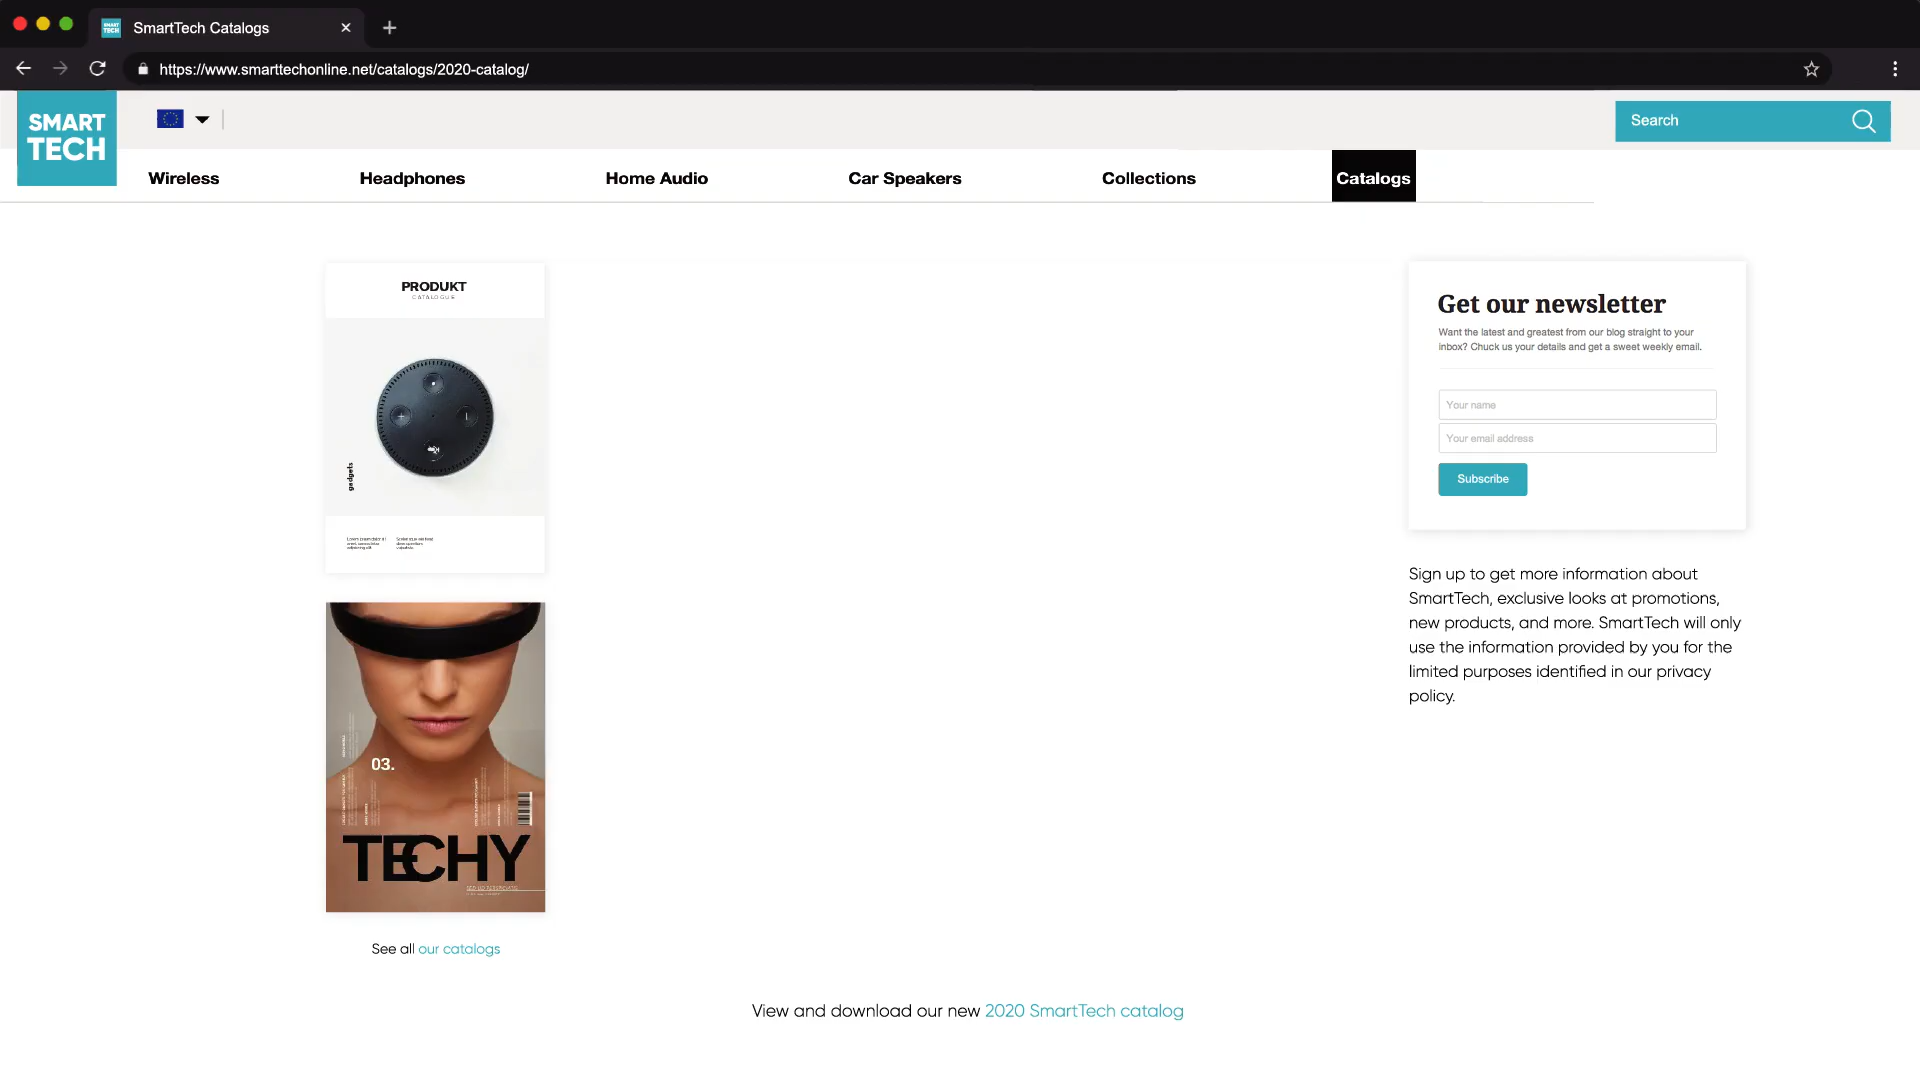 SmartTech Catalogs
https://www.smarttechonline.net/catalogs/2020-catalog/
SMART
TECH
Search
Wireless Headphones Home Audio Car Speakers Collections Catalogs
PRODUKT
CATALOGUE
gadgets
03.
TECHY
See all our catalogs
View and download our new 2020 SmartTech catalog
Get our newsletter
Want the latest and greatest from our blog straight to your
inbox? Chuck us your details and get a sweet weekly email.
Your name
Your email address
Subscribe
Sign up to get more information about
SmartTech, exclusive looks at promotions,
new products, and more. SmartTech will only
use the information provided by you for the
limited purposes identified in our privacy
policy.